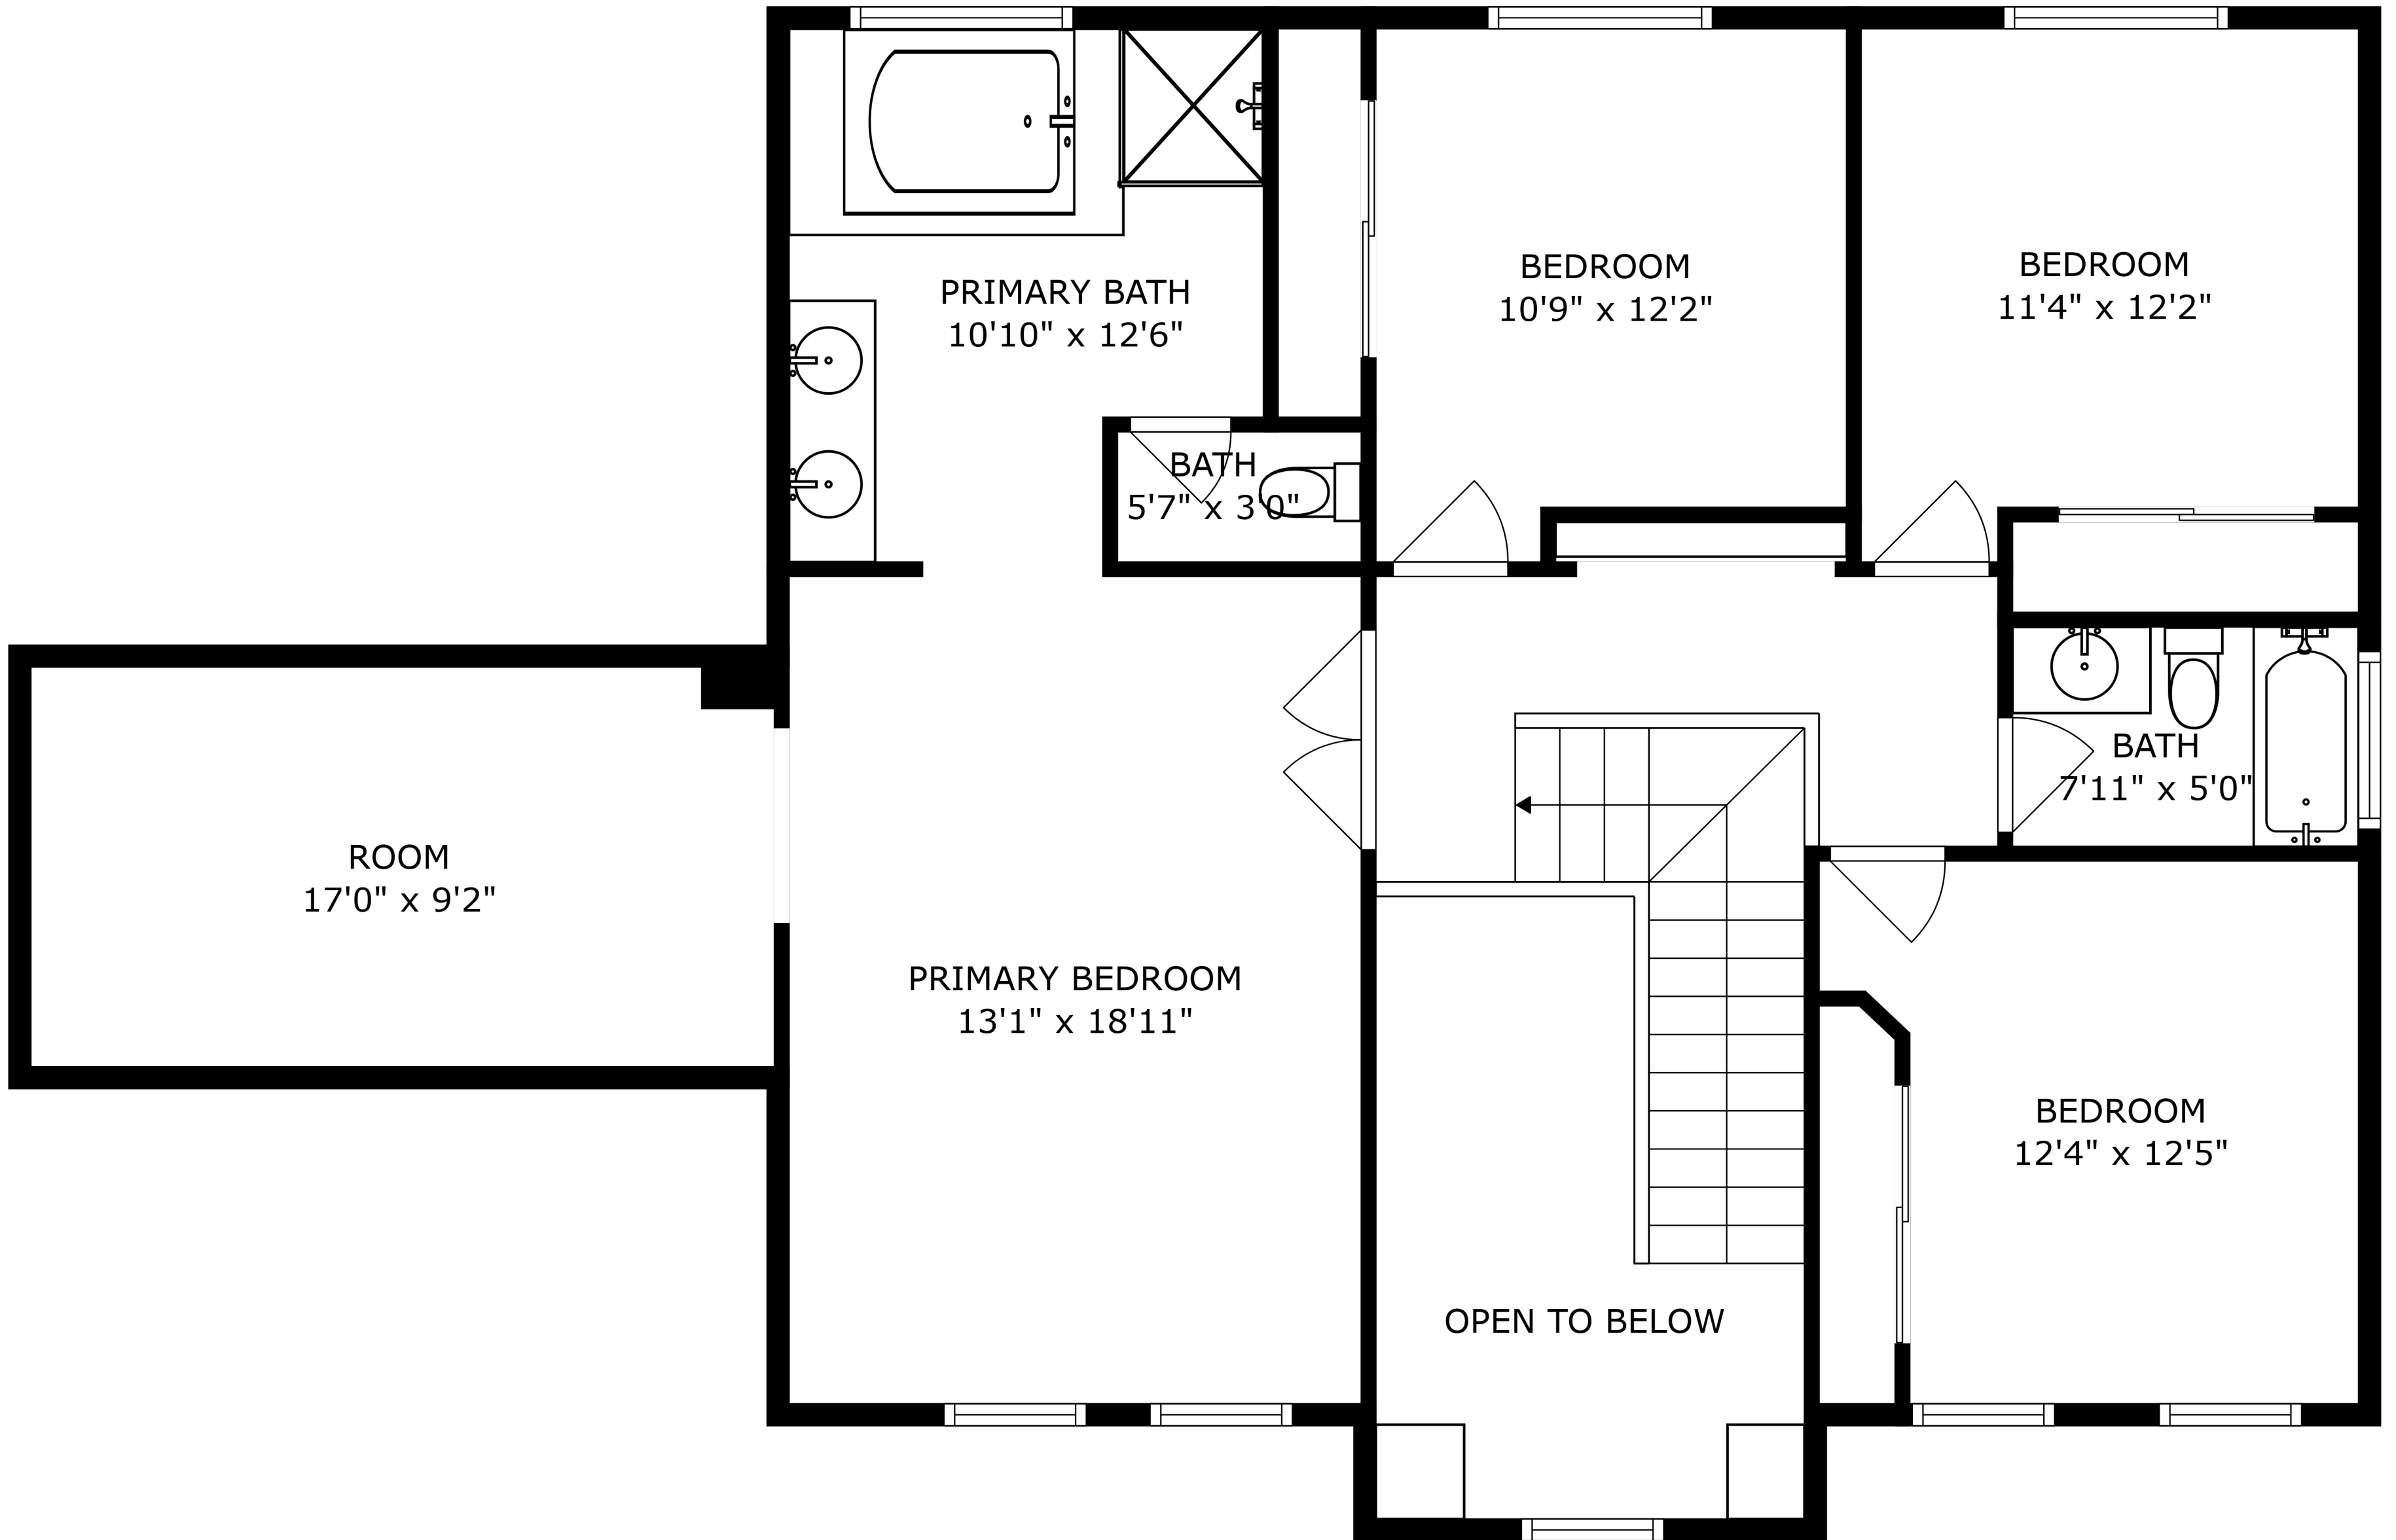 PRIMARY BATH
10'10" x 12'6"
BEDROOM
10'9" x 12'2"
BEDROOM
11'4" x 12'2"
BATH
5'7" x 3'0"
BATH
7'11" x 5'0"
ROOM
17'0" x 9'2"
PRIMARY BEDROOM
13'1" x 18'11"
BEDROOM
12'4" x 12'5"
OPEN TO BELOW